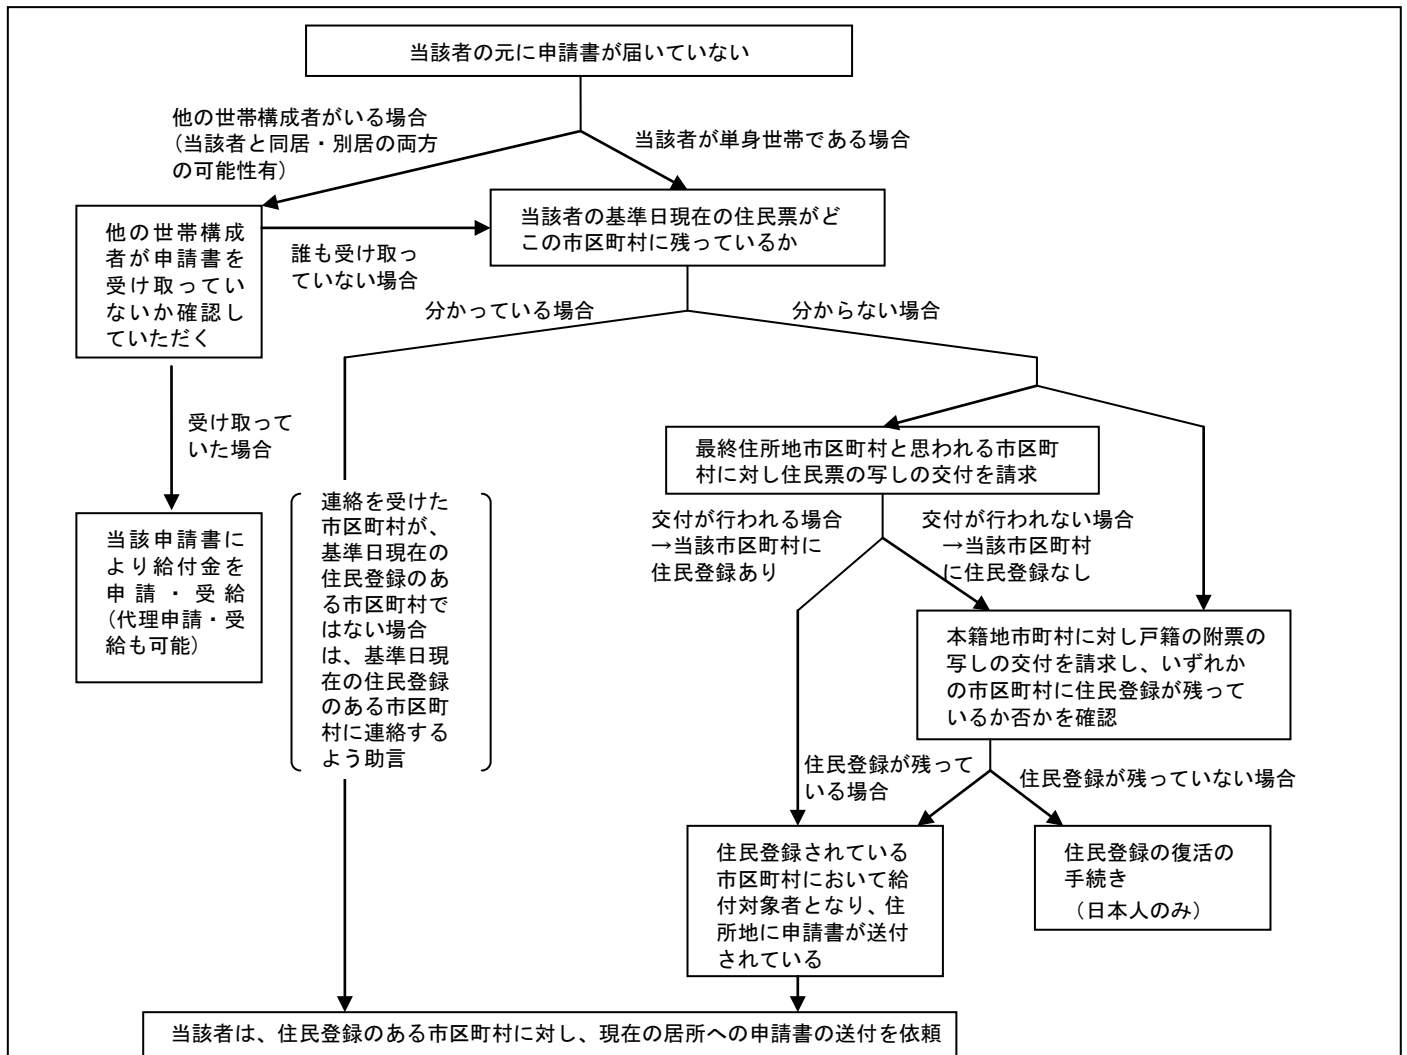 当該者の元に申請書が届いていない
他の世帯構成者がいる場合
（当該者と同居・別居の両方
の可能性有）
当該者が単身世帯である場合
他の世帯構成
者が申請書を
受け取ってい
ないか確認し
ていただく
誰も受け取っ
ていない場合
当該者の基準日現在の住民票がど
この市区町村に残っているか
分かっている場合
分からない場合
受け取って
いた場合
当該申請書に
より給付金を
申請・受給
（代理申請・受
給も可能）
連絡を受けた
市区町村が、
基準日現在の
住民登録のあ
る市区町村で
はない場合
は、基準日現
在の住民登録
のある市区町
村に連絡する
よう助言
最終住所地市区町村と思われる市区町
村に対し住民票の写しの交付を請求
交付が行われる場合
→当該市区町村に
住民登録あり
交付が行われない場合
→当該市区町村
に住民登録なし
本籍地市町村に対し戸籍の附票の
写しの交付を請求し、いずれか
の市区町村に住民登録が残って
いるか否かを確認
住民登録が残って
いる場合
住民登録が残っていない場合
住民登録されている
市区町村において給
付対象者となり、住
所地に申請書が送付
されている
住民登録の復活の
手続き
（日本人のみ）
当該者は、住民登録のある市区町村に対し、現在の居所への申請書の送付を依頼